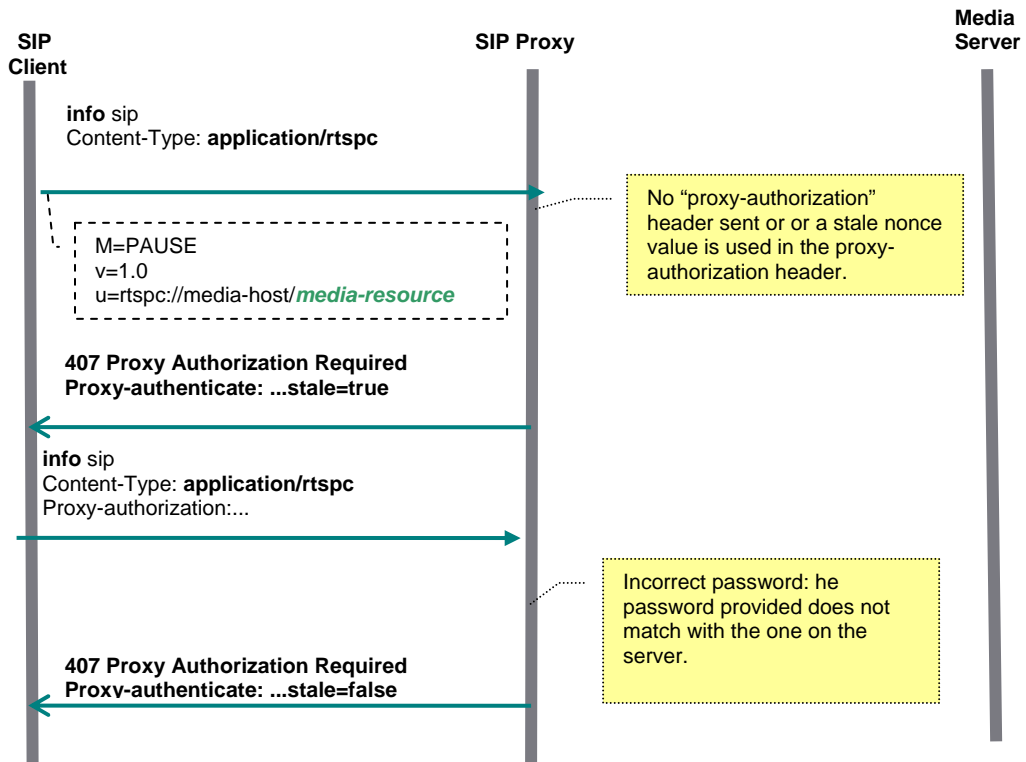 SIP
Client
SIP Proxy
Media
Server
info sip
Content-Type: application/rtspc
No “proxy-authorization”
header sent or or a stale nonce
value is used in the proxy-
authorization header.
M=PAUSE
v=1.0
u=rtspc://media-host/media-resource
407 Proxy Authorization Required
Proxy-authenticate: ...stale=true
info sip
Content-Type: application/rtspc
Proxy-authorization:...
Incorrect password: he
password provided does not
match with the one on the
server.
407 Proxy Authorization Required
Proxy-authenticate: ...stale=false